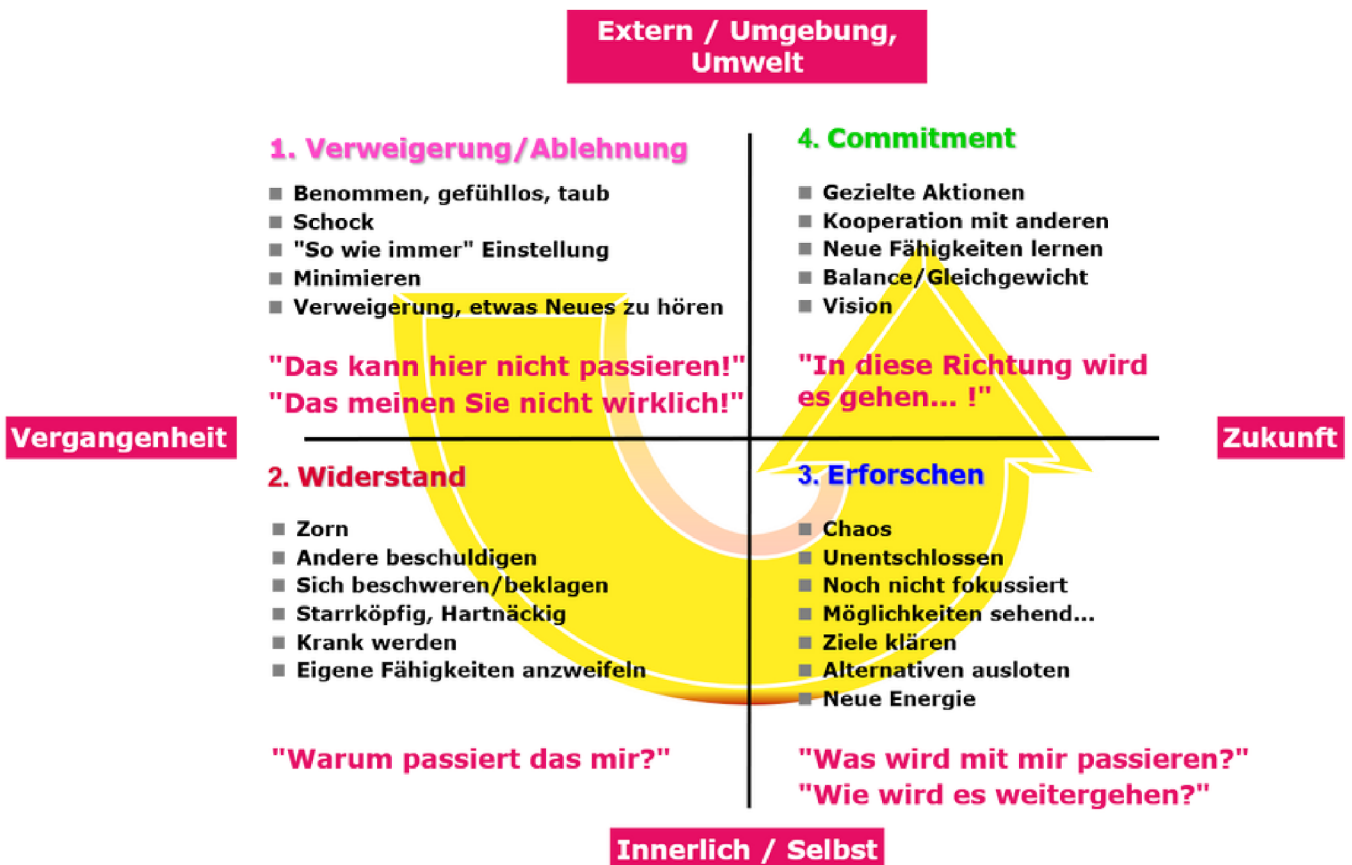 Extern / Umgebung,
Umwelt
1. Verweigerung/Ablehnung
Benommen, gefühllos, taub
Schock
"So wie immer" Einstellung
Minimieren
Verweigerung, etwas Neues zu hören
"Das kann hier nicht passieren!"
"Das meinen Sie nicht wirklich!"
4. Commitment
Gezielte Aktionen
Kooperation mit anderen
Neue Fähigkeiten lernen
Balance/Gleichgewicht
Vision
"In diese Richtung wird
es gehen... !"
Vergangenheit
Zukunft
2. Widerstand
Zorn
Andere beschuldigen
Sich beschweren/beklagen
Starrköpfig, Hartnäckig
Krank werden
Eigene Fähigkeiten anzweifeln
"Warum passiert das mir?"
3. Erforschen
Chaos
Unentschlossen
Noch nicht fokussiert
Möglichkeiten sehend...
Ziele klären
Alternativen ausloten
Neue Energie
"Was wird mit mir passieren?"
"Wie wird es weitergehen?"
Innerlich / Selbst